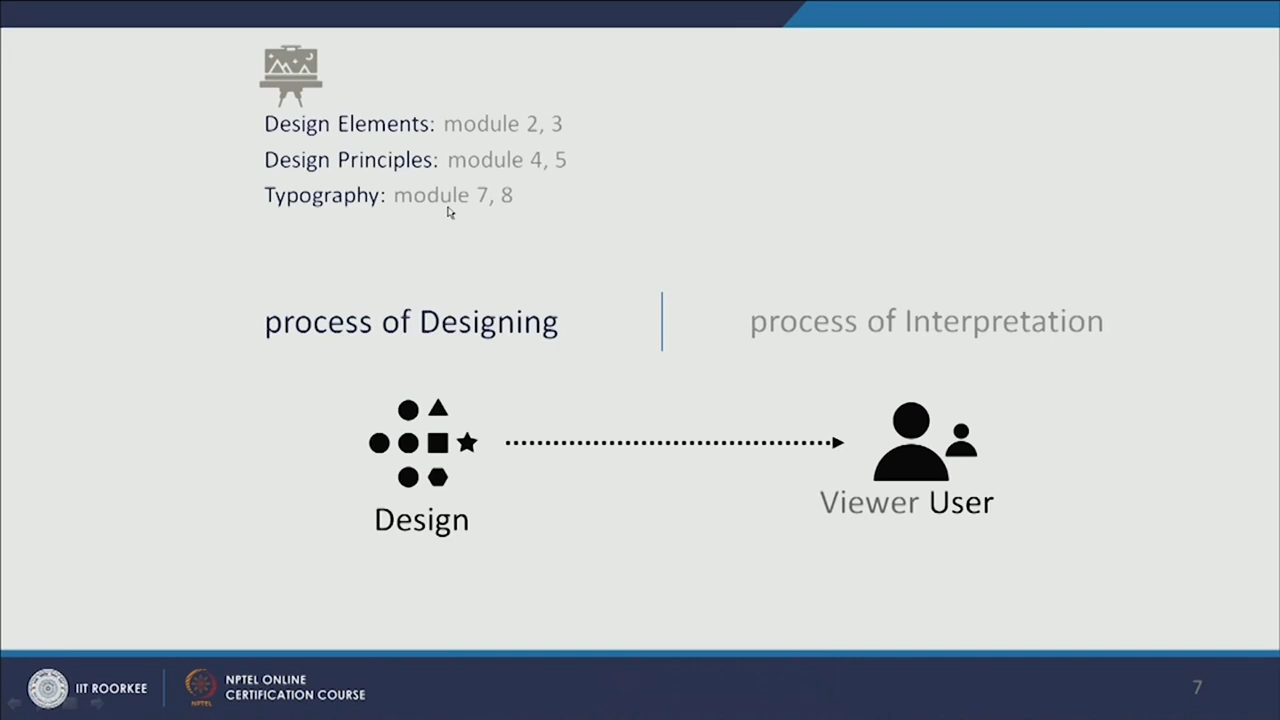 Design Elements: module 2, 3
Design Principles: module 4, 5
Typography: module 7, 8
process of Designing
process of Interpretation
Design
Viewer User
IIT ROORKEE
NPTEL
NPTEL ONLINE
CERTIFICATION COURSE
7